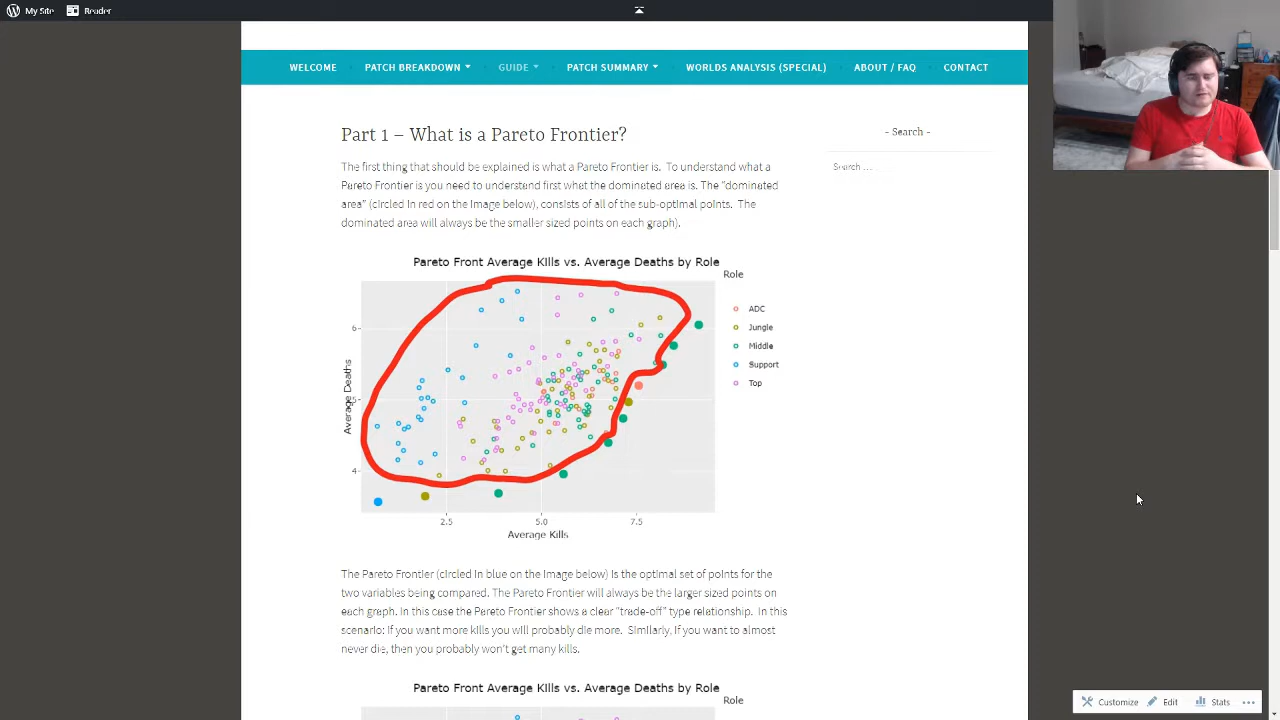 My Site Reader
WELCOME PATCH BREAKDOWN GUIDE PATCH SUMMARY WORLDS ANALYSIS (SPECIAL) ABOUT / FAQ CONTACT
Part 1 – What is a Pareto Frontier?
The first thing that should be explained is what a Pareto Frontier is. To understand what a
Pareto Frontier is you need to understand first what the dominated area is. The "dominated
area" (circled in red on the image below), consists of all of the sub-optimal points. The
dominated area will always be the smaller sized points on each graph).
- Search -
Search …
Pareto Front Average Kills vs. Average Deaths by Role
Role
ADC
Jungle
Middle
Support
Top
Average Deaths
6
5
4
2.5 5.0 7.5
Average Kills
The Pareto Frontier (circled in blue on the image below) is the optimal set of points for the
two variables being compared. The Pareto Frontier will always be the larger sized points on
each graph. In this case the Pareto Frontier shows a clear "trade-off" type relationship. In this
scenario: if you want more kills you will probably die more. Similarly, if you want to almost
never die, then you probably won't get many kills.
Pareto Front Average Kills vs. Average Deaths by Role
Role
Customize Edit Stats